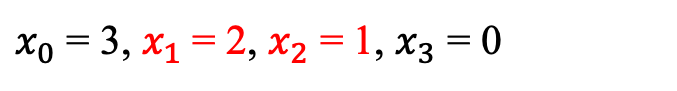 x₀ = 3, x₁ = 2, x₂ = 1, x₃ = 0